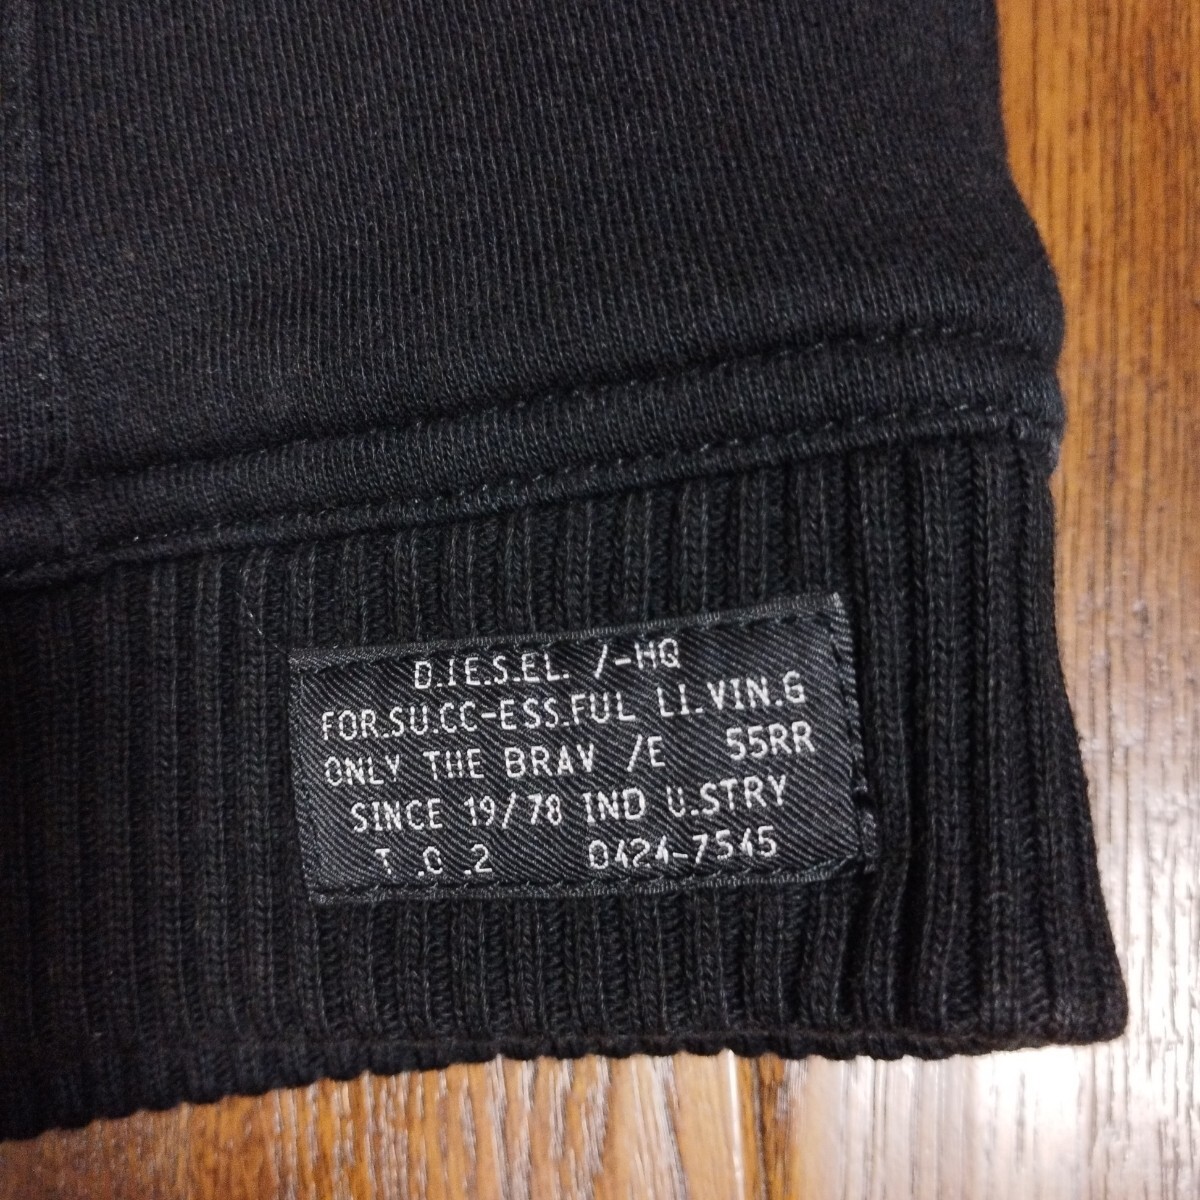 D.IE.S.EL. /-HQ
FOR.SU.CC-ESS.FUL LI.VIN.G
ONLY THE BRAV /E 55RR
SINCE 19/78 IND U.STRY
T .O .2 0424-7545